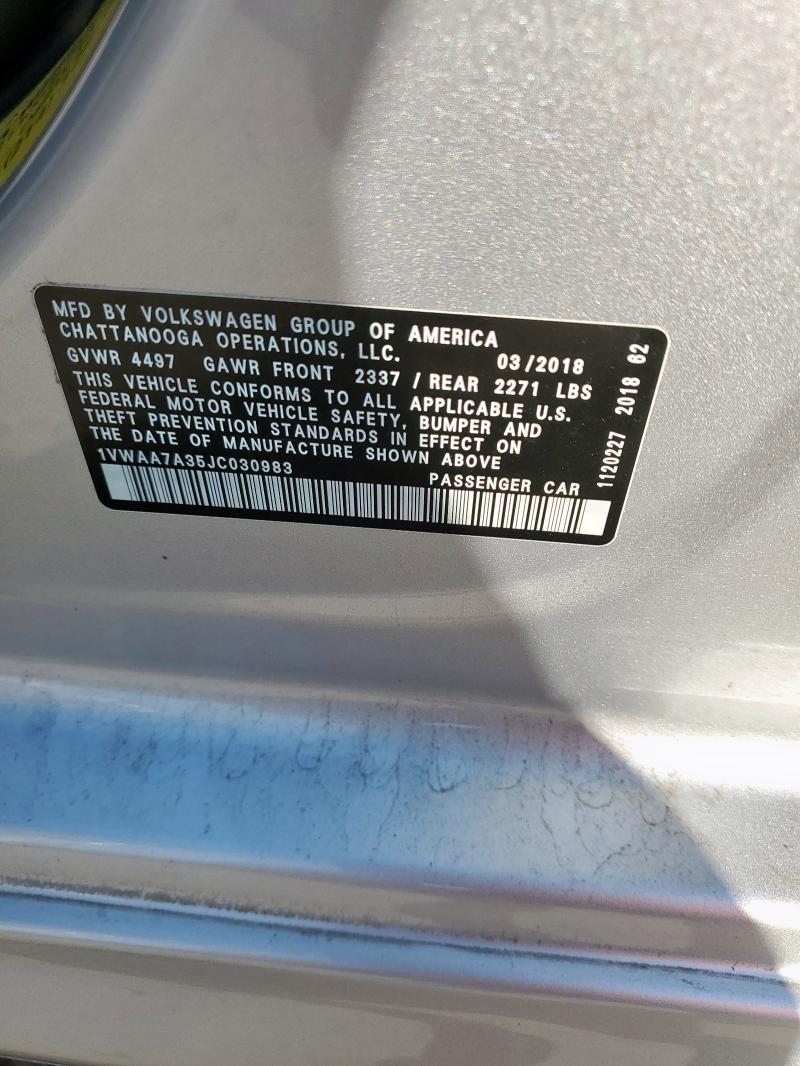 MFD BY VOLKSWAGEN GROUP OF AMERICA
CHATTANOOGA OPERATIONS, LLC. 03/2018
GVWR 4497 GAWR FRONT 2337 / REAR 2271 LBS
THIS VEHICLE CONFORMS TO ALL APPLICABLE U.S.
FEDERAL MOTOR VEHICLE SAFETY, BUMPER AND
THEFT PREVENTION STANDARDS IN EFFECT ON
THE DATE OF MANUFACTURE SHOWN ABOVE
1VWAA7A35JC030983 PASSENGER CAR
1120227 2018 62